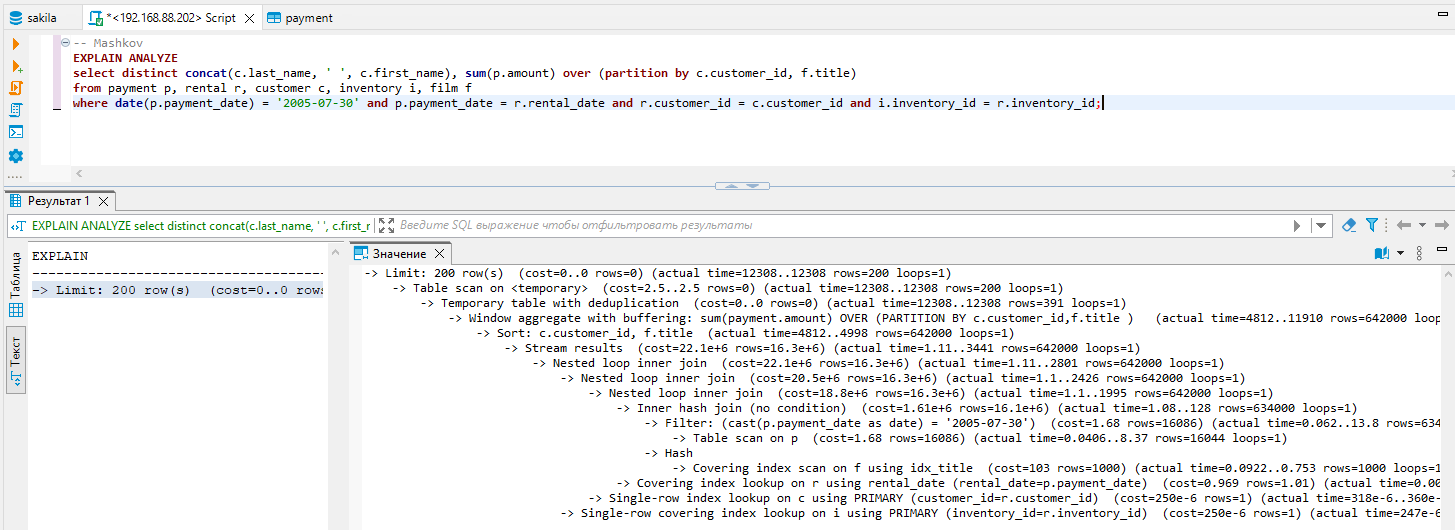 sakila
*<192.168.88.202> Script
payment
-- Mashkov
EXPLAIN ANALYZE
select distinct concat(c.last_name, ' ', c.first_name), sum(p.amount) over (partition by c.customer_id, f.title)
from payment p, rental r, customer c, inventory i, film f
where date(p.payment_date) = '2005-07-30' and p.payment_date = r.rental_date and r.customer_id = c.customer_id and i.inventory_id = r.inventory_id;
Результат 1
EXPLAIN ANALYZE select distinct concat(c.last_name, ' ', c.first_r
Введите SQL выражение чтобы отфильтровать результаты
Таблица
Текст
EXPLAIN
-> Limit: 200 row(s)  (cost=0..0 rows
Значение
-> Limit: 200 row(s)  (cost=0..0 rows=0) (actual time=12308..12308 rows=200 loops=1)
-> Table scan on <temporary>  (cost=2.5..2.5 rows=0) (actual time=12308..12308 rows=200 loops=1)
-> Temporary table with deduplication  (cost=0..0 rows=0) (actual time=12308..12308 rows=391 loops=1)
-> Window aggregate with buffering: sum(payment.amount) OVER (PARTITION BY c.customer_id,f.title )   (actual time=4812..11910 rows=642000 loop
-> Sort: c.customer_id, f.title  (actual time=4812..4998 rows=642000 loops=1)
-> Stream results  (cost=22.1e+6 rows=16.3e+6) (actual time=1.11..3441 rows=642000 loops=1)
-> Nested loop inner join  (cost=22.1e+6 rows=16.3e+6) (actual time=1.11..2801 rows=642000 loops=1)
-> Nested loop inner join  (cost=20.5e+6 rows=16.3e+6) (actual time=1.1..2426 rows=642000 loops=1)
-> Nested loop inner join  (cost=18.8e+6 rows=16.3e+6) (actual time=1.1..1995 rows=642000 loops=1)
-> Inner hash join (no condition)  (cost=1.61e+6 rows=16.1e+6) (actual time=1.08..128 rows=634000 loops=1)
-> Filter: (cast(p.payment_date as date) = '2005-07-30')  (cost=1.68 rows=16086) (actual time=0.062..13.8 rows=634
-> Table scan on p  (cost=1.68 rows=16086) (actual time=0.0406..8.37 rows=16044 loops=1)
-> Hash
-> Covering index scan on f using idx_title  (cost=103 rows=1000) (actual time=0.0922..0.753 rows=1000 loops=1
-> Covering index lookup on r using rental_date (rental_date=p.payment_date)  (cost=0.969 rows=1.01) (actual time=0.00
-> Single-row index lookup on c using PRIMARY (customer_id=r.customer_id)  (cost=250e-6 rows=1) (actual time=318e-6..360e-
-> Single-row covering index lookup on i using PRIMARY (inventory_id=r.inventory_id)  (cost=250e-6 rows=1) (actual time=247e-6